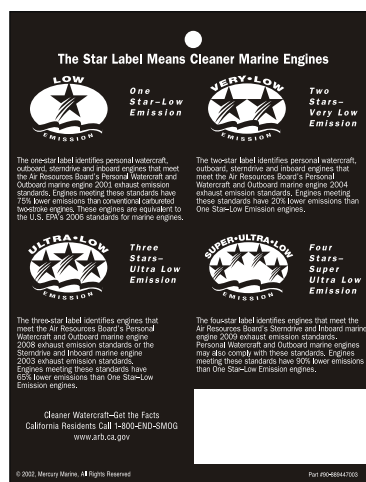 The Star Label Means Cleaner Marine Engines
LOW
EMISSION
One
Star–Low
Emission
The one-star label identifies personal watercraft,
outboard, sterndrive and inboard engines that meet
the Air Resources Board's Personal Watercraft and
Outboard marine engine 2001 exhaust emission
standards. Engines meeting these standards have
75% lower emissions than conventional carbureted
two-stroke engines. These engines are equivalent to
the U.S. EPA's 2006 standards for marine engines.
VERY•LOW
EMISSION
Two
Stars–
Very Low
Emission
The two-star label identifies personal watercraft,
outboard, sterndrive and inboard engines that
meet the Air Resources Board's Personal
Watercraft and Outboard marine engine 2004
exhaust emission standards. Engines meeting
these standards have 20% lower emissions than
One Star–Low Emission engines.
ULTRA•LOW
EMISSION
Three
Stars–
Ultra Low
Emission
The three-star label identifies engines that
meet the Air Resources Board's Personal
Watercraft and Outboard marine engine
2008 exhaust emission standards or the
Sterndrive and Inboard marine engine
2003 exhaust emission standards.
Engines meeting these standards have
65% lower emissions than One Star–Low
Emission engines.
SUPER•ULTRA•LOW
EMISSION
Four
Stars–
Super
Ultra Low
Emission
The four-star label identifies engines that meet the
Air Resources Board's Sterndrive and Inboard marine
engine 2009 exhaust emission standards.
Personal Watercraft and Outboard marine engines
may also comply with these standards. Engines
meeting these standards have 90% lower emissions
than One Star–Low Emission engines.
Cleaner Watercraft–Get the Facts
California Residents Call 1-800-END-SMOG
www.arb.ca.gov
© 2002, Mercury Marine, All Rights Reserved
Part #90-889447003